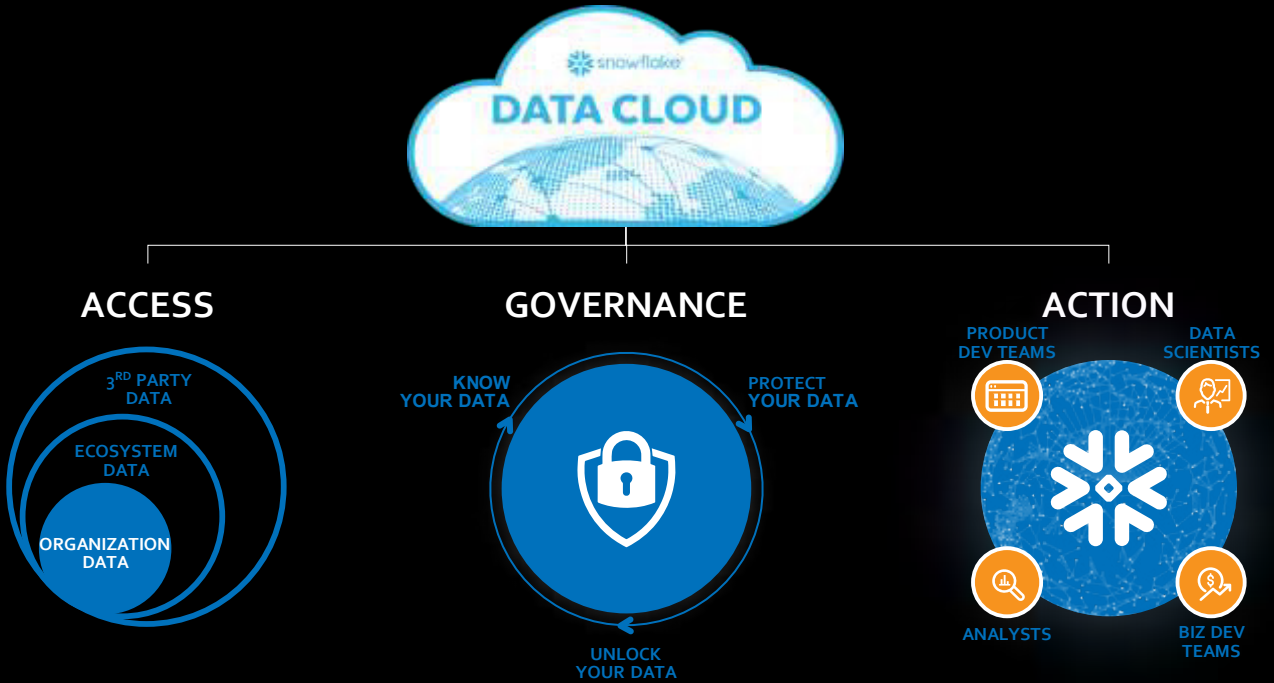 snowflake
DATA CLOUD
ACCESS
3RD PARTY
DATA
ECOSYSTEM
DATA
ORGANIZATION
DATA
GOVERNANCE
KNOW
YOUR DATA
PROTECT
YOUR DATA
UNLOCK
YOUR DATA
ACTION
PRODUCT
DEV TEAMS
DATA
SCIENTISTS
ANALYSTS
BIZ DEV
TEAMS